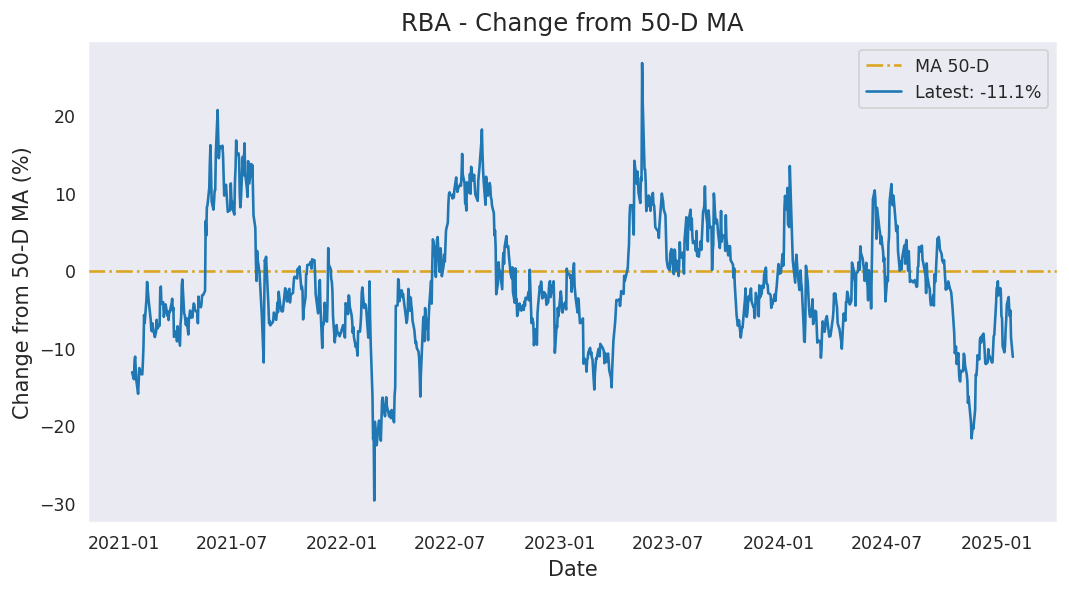 RBA - Change from 50-D MA
MA 50-D
Latest: -11.1%
Change from 50-D MA (%)
20
10
0
−10
−20
−30
2021-01 2021-07 2022-01 2022-07 2023-01 2023-07 2024-01 2024-07 2025-01
Date